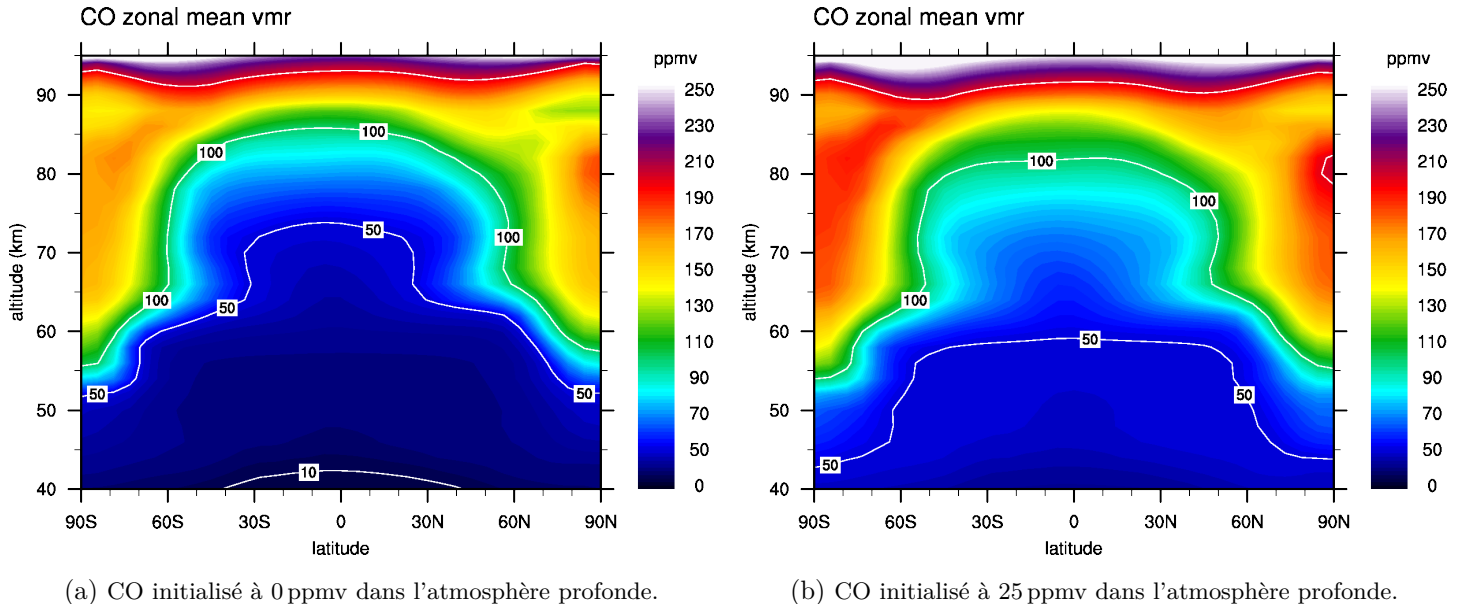 CO zonal mean vmr
ppmv
250
230
210
190
170
150
130
110
90
70
50
30
10
0
90
80
70
60
50
40
altitude (km)
90S
60S
30S
0
30N
60N
90N
latitude
100
100
100
100
50
50
50
50
10
(a) CO initialisé à 0 ppmv dans l'atmosphère profonde.
CO zonal mean vmr
ppmv
250
230
210
190
170
150
130
110
90
70
50
0
90
80
70
60
50
40
altitude (km)
90S
60S
30S
0
30N
60N
90N
latitude
100
100
100
50
50
50
(b) CO initialisé à 25 ppmv dans l'atmosphère profonde.